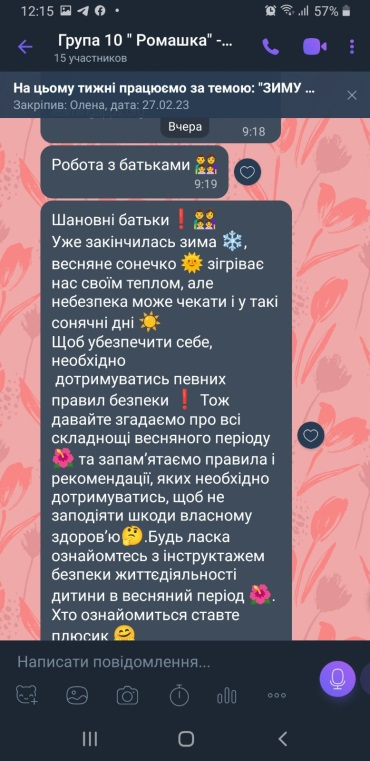 12:15 57%
Група 10 " Ромашка" -...
15 участников
На цьому тижні працюємо за темою: "ЗИМУ ...
Закріпив: Олена, дата: 27.02.23
Вчера
9:18
Робота з батьками 👨‍👩‍👧‍👦
9:19
Шановні батьки❗👨‍👩‍👧‍👦
Уже закінчилась зима ❄️,
весняне сонечко 🌞 зігріває
нас своїм теплом, але
небезпека може чекати і у такі
сонячні дні ☀️
Щоб убезпечити себе,
необхідно
дотримуватись певних
правил безпеки ❗ Тож
давайте згадаємо про всі
складнощі весняного періоду
🌺 та запам’ятаємо правила і
рекомендації, яких необхідно
дотримуватись, щоб не
заподіяти шкоди власному
здоров’ю🤔.Будь ласка
ознайомтесь з інструктажем
безпеки життєдіяльності
дитини в весняний період 🌺.
Хто ознайомиться ставте
плюсик 🤗
Написати повідомлення...